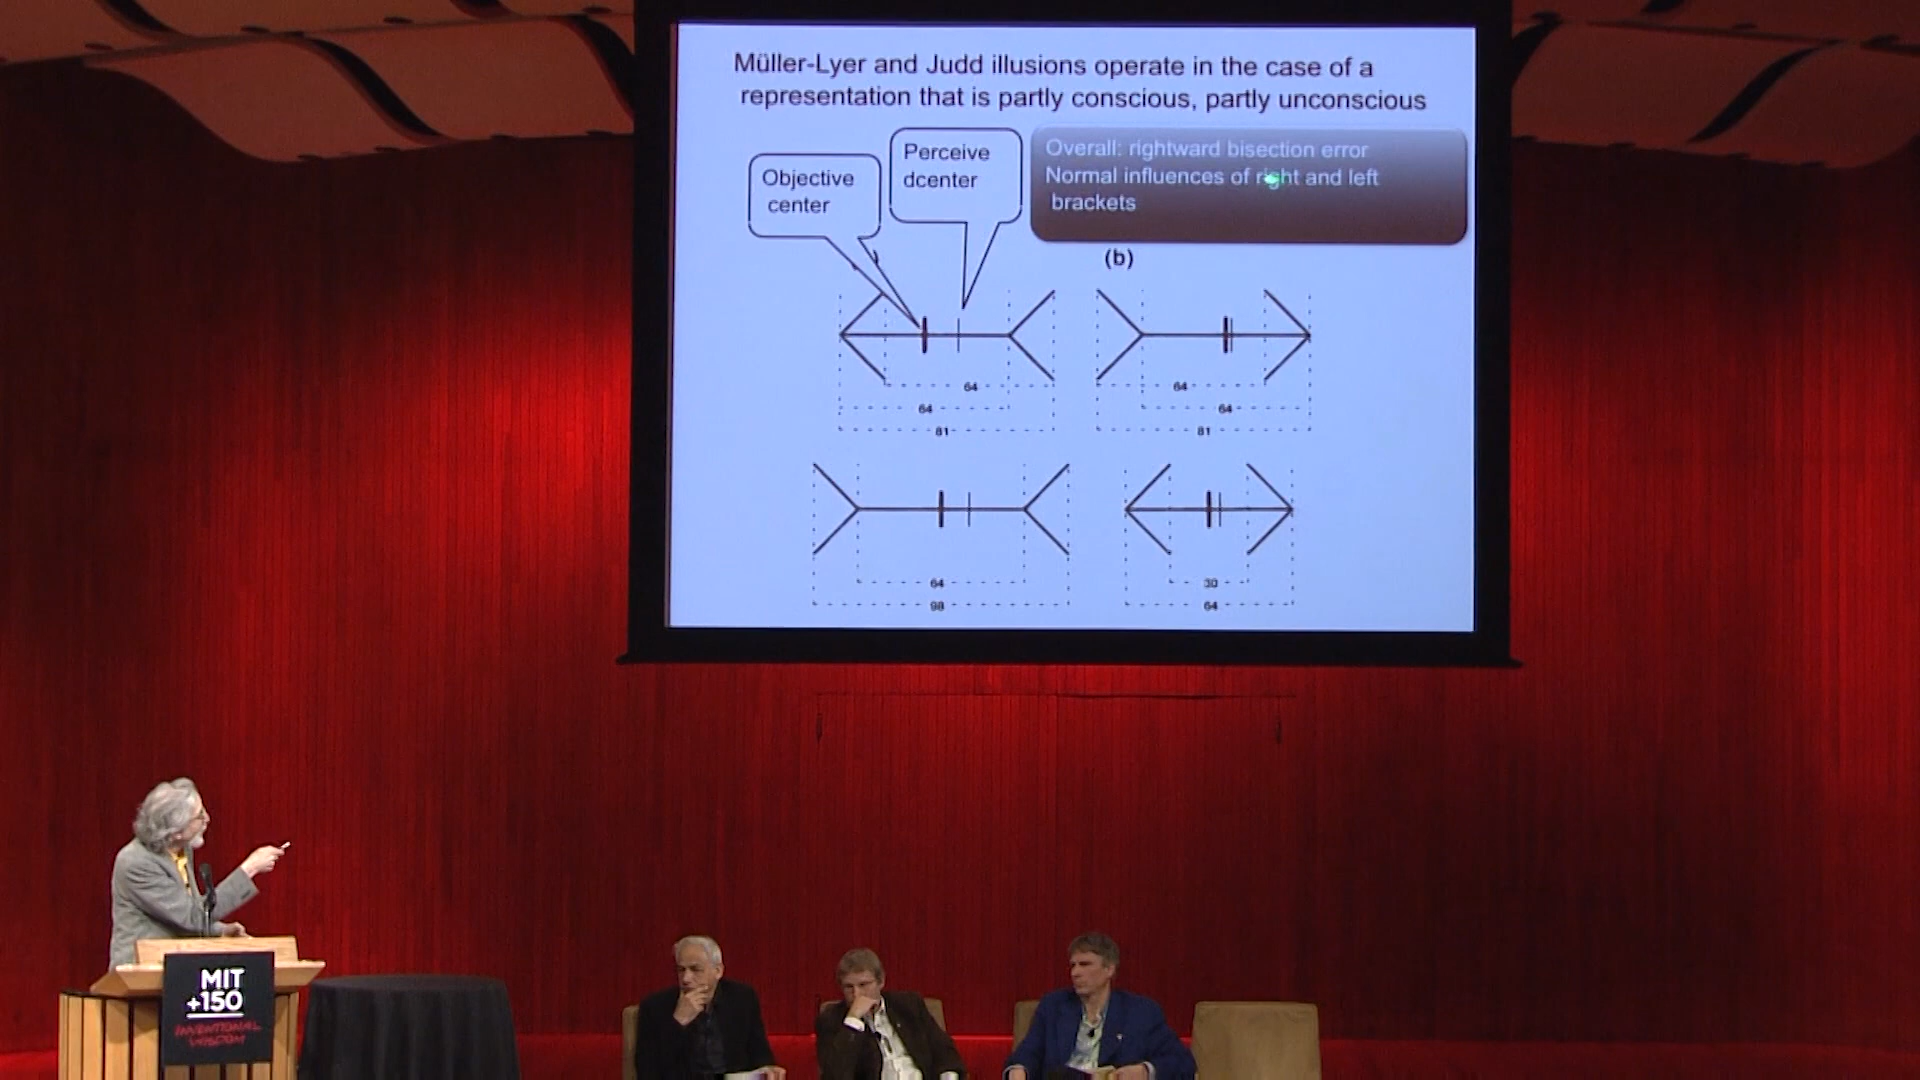 Müller-Lyer and Judd illusions operate in the case of a
representation that is partly conscious, partly unconscious
Objective
center
Perceive
dcenter
Overall: rightward bisection error
Normal influences of right and left
brackets
)
(b)
64
64
81
64
64
81
64
98
30
64
MIT
+150
INVENTIONAL
WISDOM